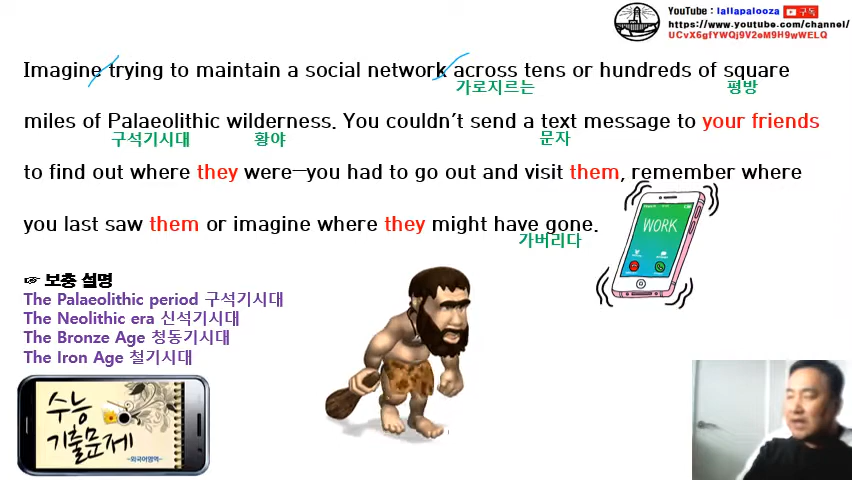 YouTube : lallapalooza 구독
https://www.youtube.com/channel/
UCvX6gfYWQj9V2eM9H9wWELQ
Imagine trying to maintain a social network across tens or hundreds of square
가로지르는 평방
miles of Palaeolithic wilderness. You couldn't send a text message to your friends
구석기시대 황야 문자
to find out where they were—you had to go out and visit them, remember where
you last saw them or imagine where they might have gone.
가버리다
WORK
☞ 보충 설명
The Palaeolithic period 구석기시대
The Neolithic era 신석기시대
The Bronze Age 청동기시대
The Iron Age 철기시대
수능
기출문제
-외국어영역-